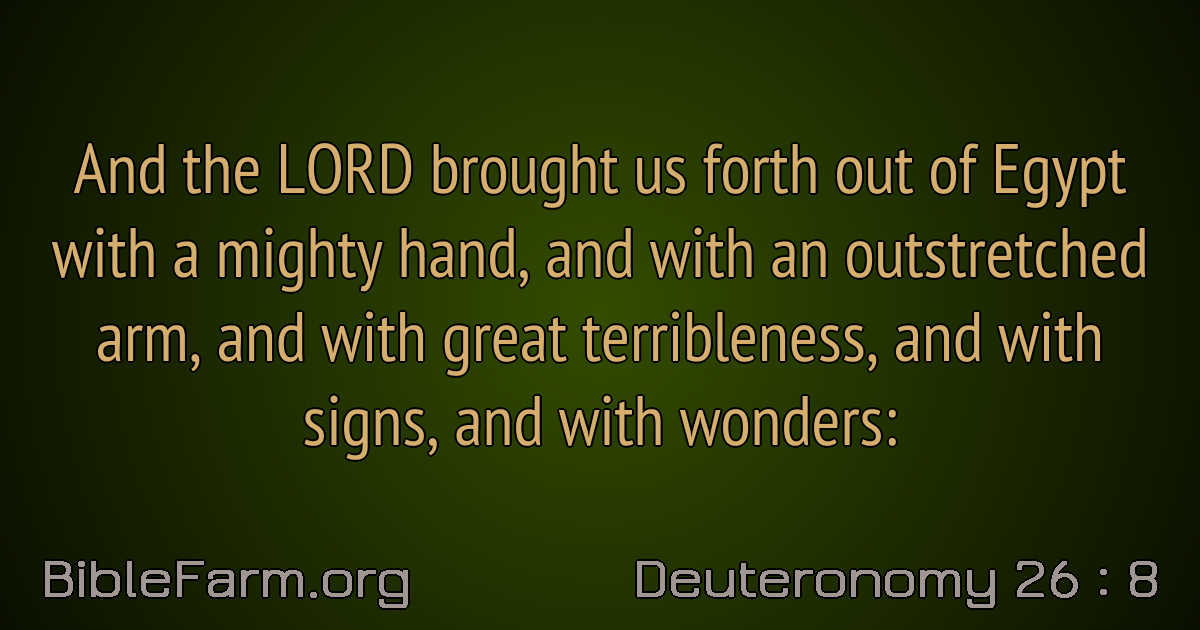 And the LORD brought us forth out of Egypt
with a mighty hand, and with an outstretched
arm, and with great terribleness, and with
signs, and with wonders:
BibleFarm.org
Deuteronomy 26 : 8